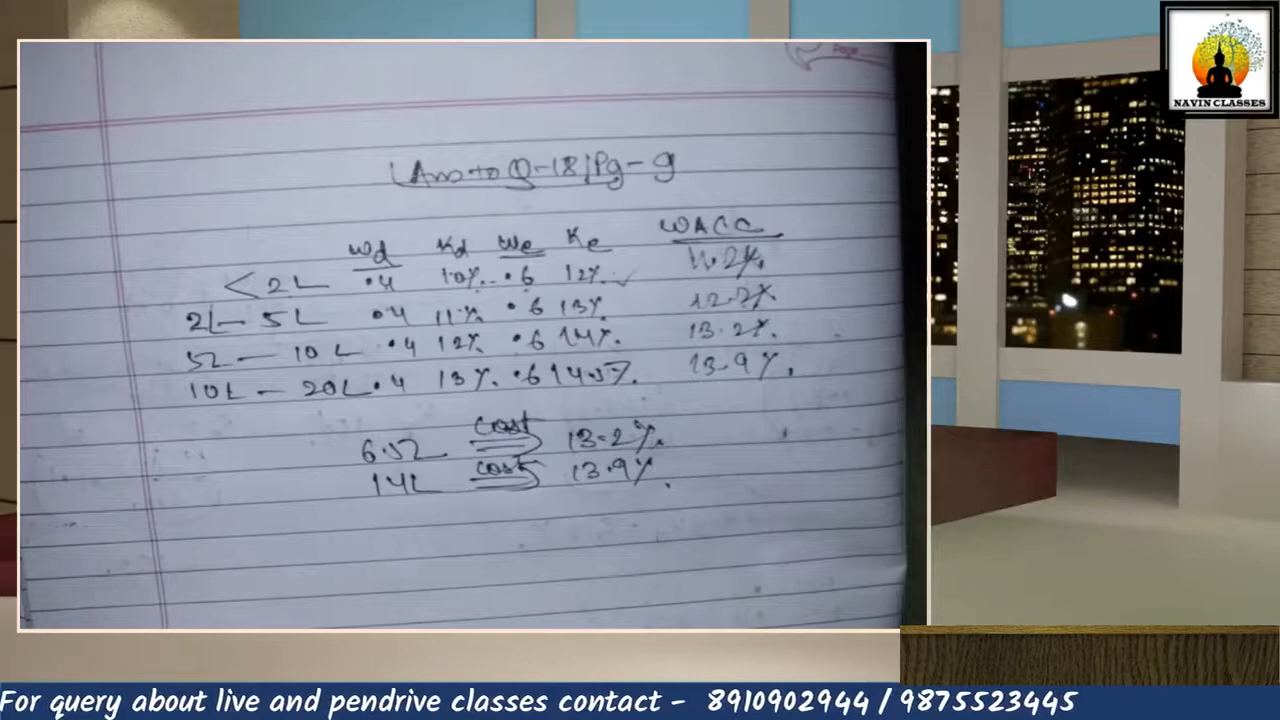 NAVIN CLASSES
Ans to Q-18 | Pg-9
Wd Kd We Ke WACC
< 2L .4 10% .6 12% 11.2%
2L - 5L .4 11% .6 13% 12.2%
5L - 10L .4 12% .6 14% 13.2%
10L - 20L .4 13% .6 14.5% 13.9%
6.5L cost 13.2%
14L cost 13.9%
For query about live and pendrive classes contact - 8910902944 / 9875523445